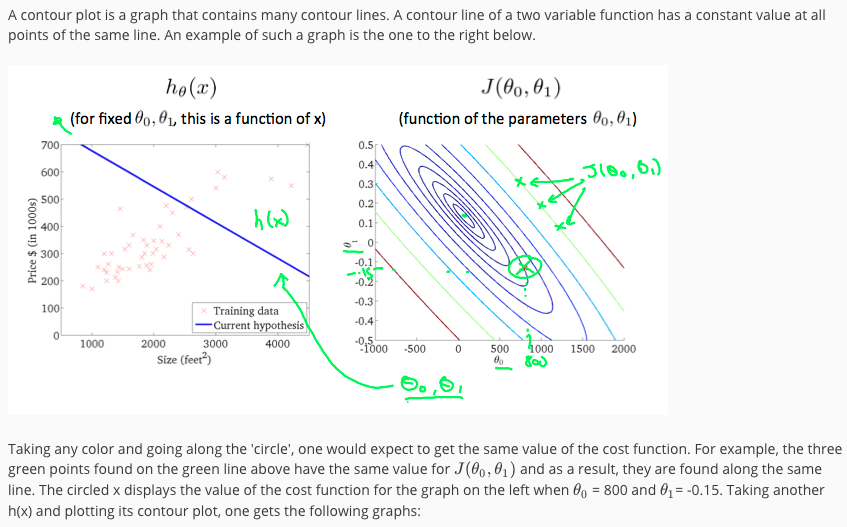 A contour plot is a graph that contains many contour lines. A contour line of a two variable function has a constant value at all
points of the same line. An example of such a graph is the one to the right below.
hθ(x)
(for fixed θ₀, θ₁, this is a function of x)
Price $ (in 1000s)
700
600
500
400
300
200
100
0
1000 2000 3000 4000
Size (feet²)
h(x)
Training data
Current hypothesis
θ₀, θ₁
J(θ₀, θ₁)
(function of the parameters θ₀, θ₁)
J(θ₀, θ₁)
θ₁
0.5
0.4
0.3
0.2
0.1
0
-0.1
-.15
-0.2
-0.3
-0.4
-0.5
-1000 -500 0 500 1000 1500 2000
θ₀
800
Taking any color and going along the 'circle', one would expect to get the same value of the cost function. For example, the three
green points found on the green line above have the same value for J(θ₀, θ₁) and as a result, they are found along the same
line. The circled x displays the value of the cost function for the graph on the left when θ₀ = 800 and θ₁= -0.15. Taking another
h(x) and plotting its contour plot, one gets the following graphs: